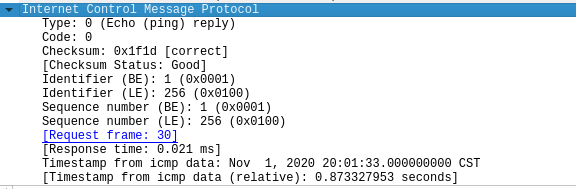 Internet Control Message Protocol
Type: 0 (Echo (ping) reply)
Code: 0
Checksum: 0x1f1d [correct]
[Checksum Status: Good]
Identifier (BE): 1 (0x0001)
Identifier (LE): 256 (0x0100)
Sequence number (BE): 1 (0x0001)
Sequence number (LE): 256 (0x0100)
[Request frame: 30]
[Response time: 0.021 ms]
Timestamp from icmp data: Nov  1, 2020 20:01:33.000000000 CST
[Timestamp from icmp data (relative): 0.873327953 seconds]